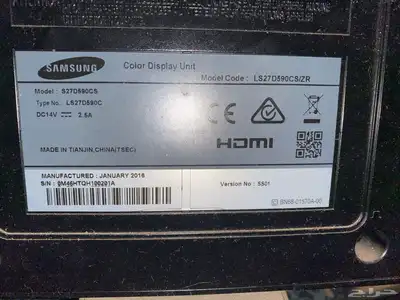 SAMSUNG
Color Display Unit
Model Code : LS27D590CS/ZR
Model : S27D590CS
Type No. : LS27D590C
DC14V 2.5A
CE
HDMI
MADE IN TIANJIN,CHINA(TSEC)
MANUFACTURED : JANUARY 2016
S/N :
Version No : SS01